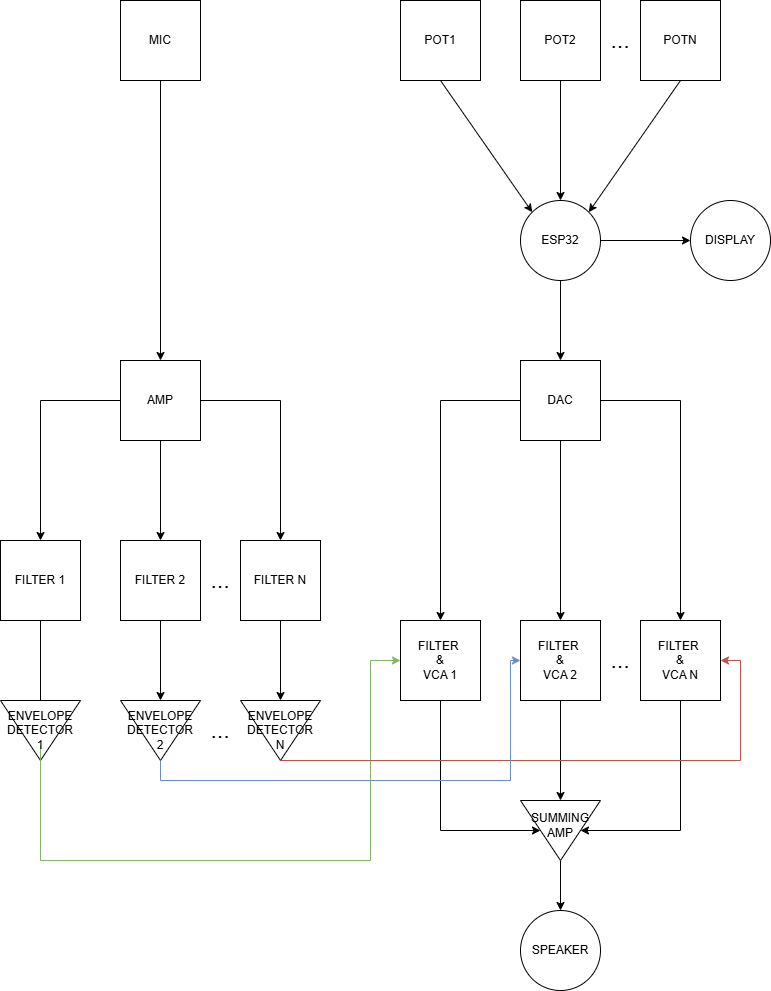 MIC
POT1
POT2
...
POTN
ESP32
DISPLAY
AMP
DAC
FILTER 1
FILTER 2
...
FILTER N
FILTER
&
VCA 1
FILTER
&
VCA 2
...
FILTER
&
VCA N
ENVELOPE
DETECTOR
1
ENVELOPE
DETECTOR
2
...
ENVELOPE
DETECTOR
N
SUMMING
AMP
SPEAKER